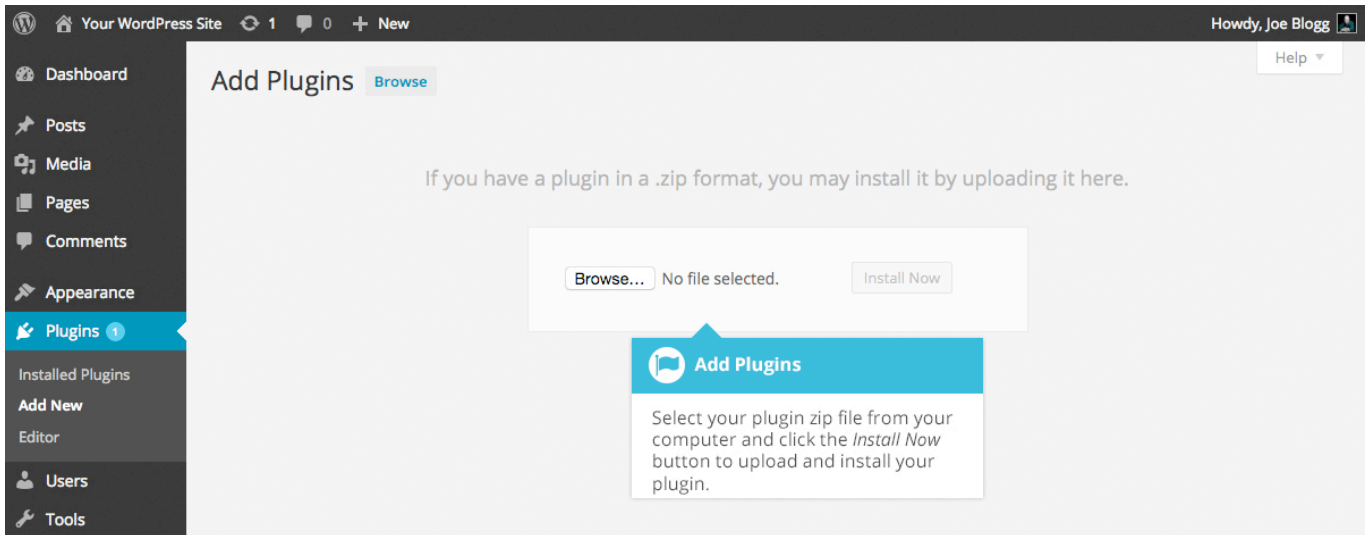 Your WordPress Site 1 0 + New Howdy, Joe Blogg
Help
Dashboard
Add Plugins Browse
Posts
Media
If you have a plugin in a .zip format, you may install it by uploading it here.
Pages
Comments
Browse... No file selected. Install Now
Appearance
Plugins 1
Add Plugins
Installed Plugins
Add New
Editor
Select your plugin zip file from your
computer and click the Install Now
button to upload and install your
plugin.
Users
Tools